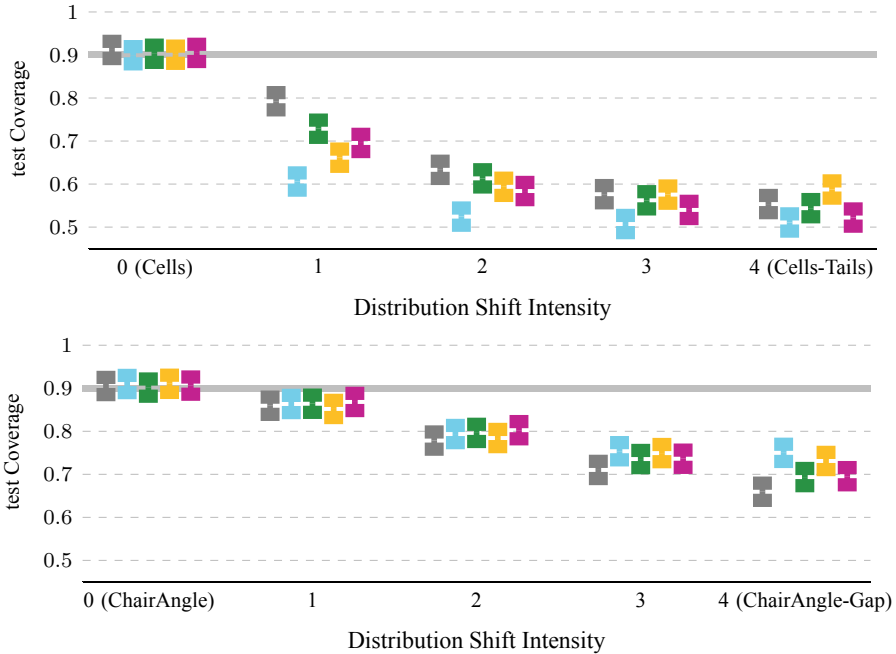 1
0.9
0.8
0.7
0.6
0.5
test Coverage
0 (Cells) 1 2 3 4 (Cells-Tails)
Distribution Shift Intensity
1
0.9
0.8
0.7
0.6
0.5
test Coverage
0 (ChairAngle) 1 2 3 4 (ChairAngle-Gap)
Distribution Shift Intensity